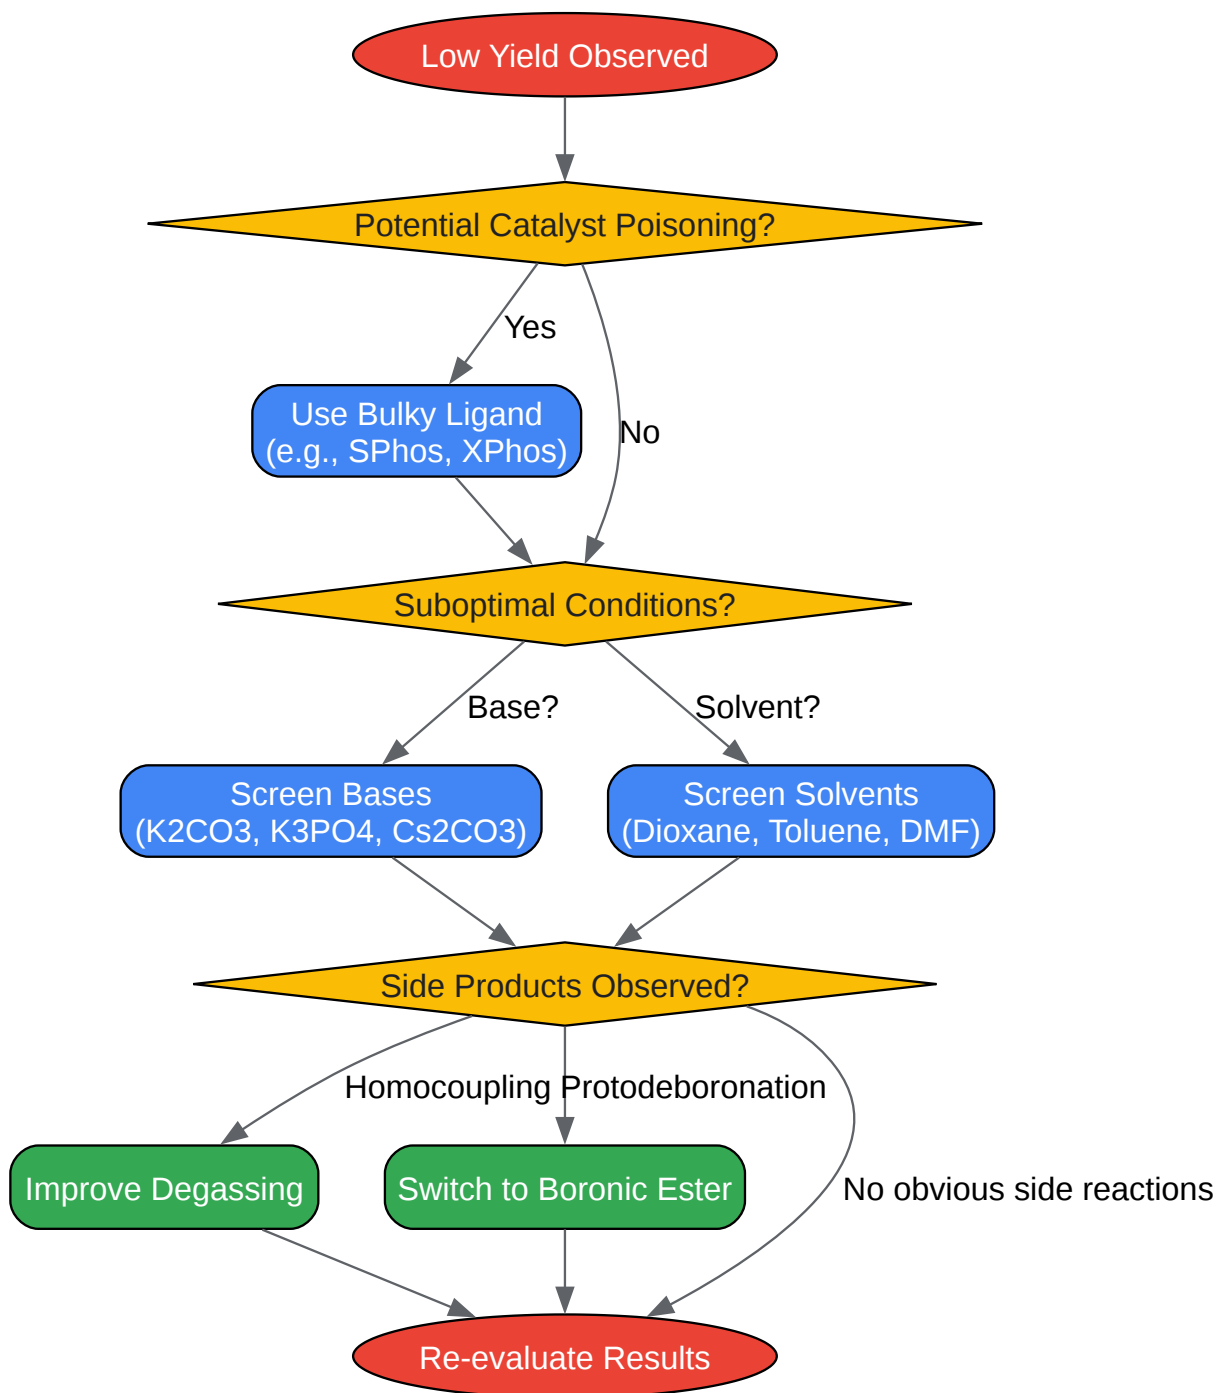 Low Yield Observed
Potential Catalyst Poisoning?
Yes
Use Bulky Ligand
(e.g., SPhos, XPhos)
No
Suboptimal Conditions?
Base?
Solvent?
Screen Bases
(K2CO3, K3PO4, Cs2CO3)
Screen Solvents
(Dioxane, Toluene, DMF)
Side Products Observed?
Homocoupling
Protodeboronation
No obvious side reactions
Improve Degassing
Switch to Boronic Ester
Re-evaluate Results